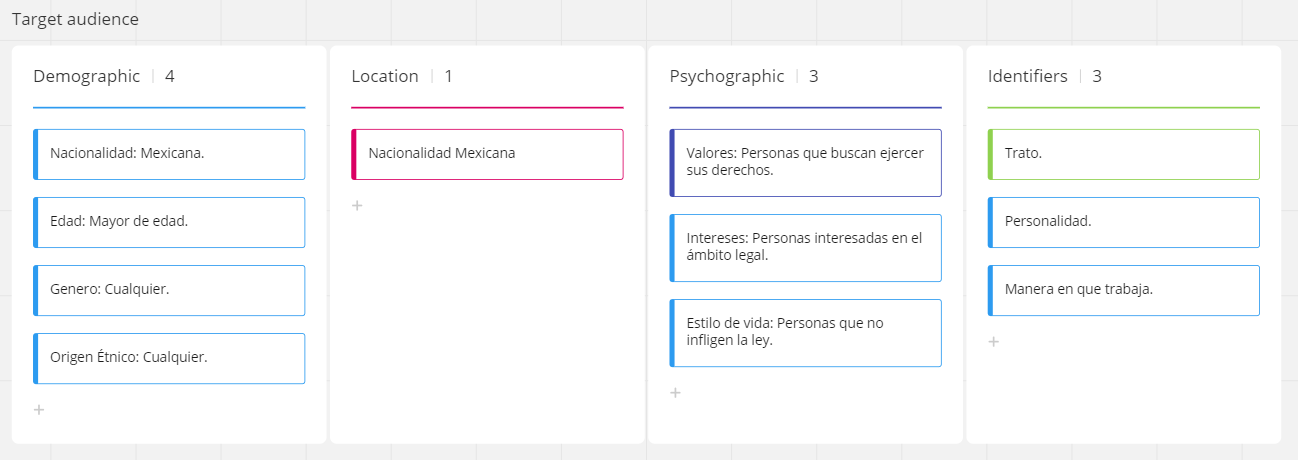 Target audience
Demographic | 4
Nacionalidad: Mexicana.
Edad: Mayor de edad.
Genero: Cualquier.
Origen Étnico: Cualquier.
+
Location | 1
Nacionalidad Mexicana
+
Psychographic | 3
Valores: Personas que buscan ejercer
sus derechos.
Intereses: Personas interesadas en el
ámbito legal.
Estilo de vida: Personas que no
infligen la ley.
+
Identifiers | 3
Trato.
Personalidad.
Manera en que trabaja.
+